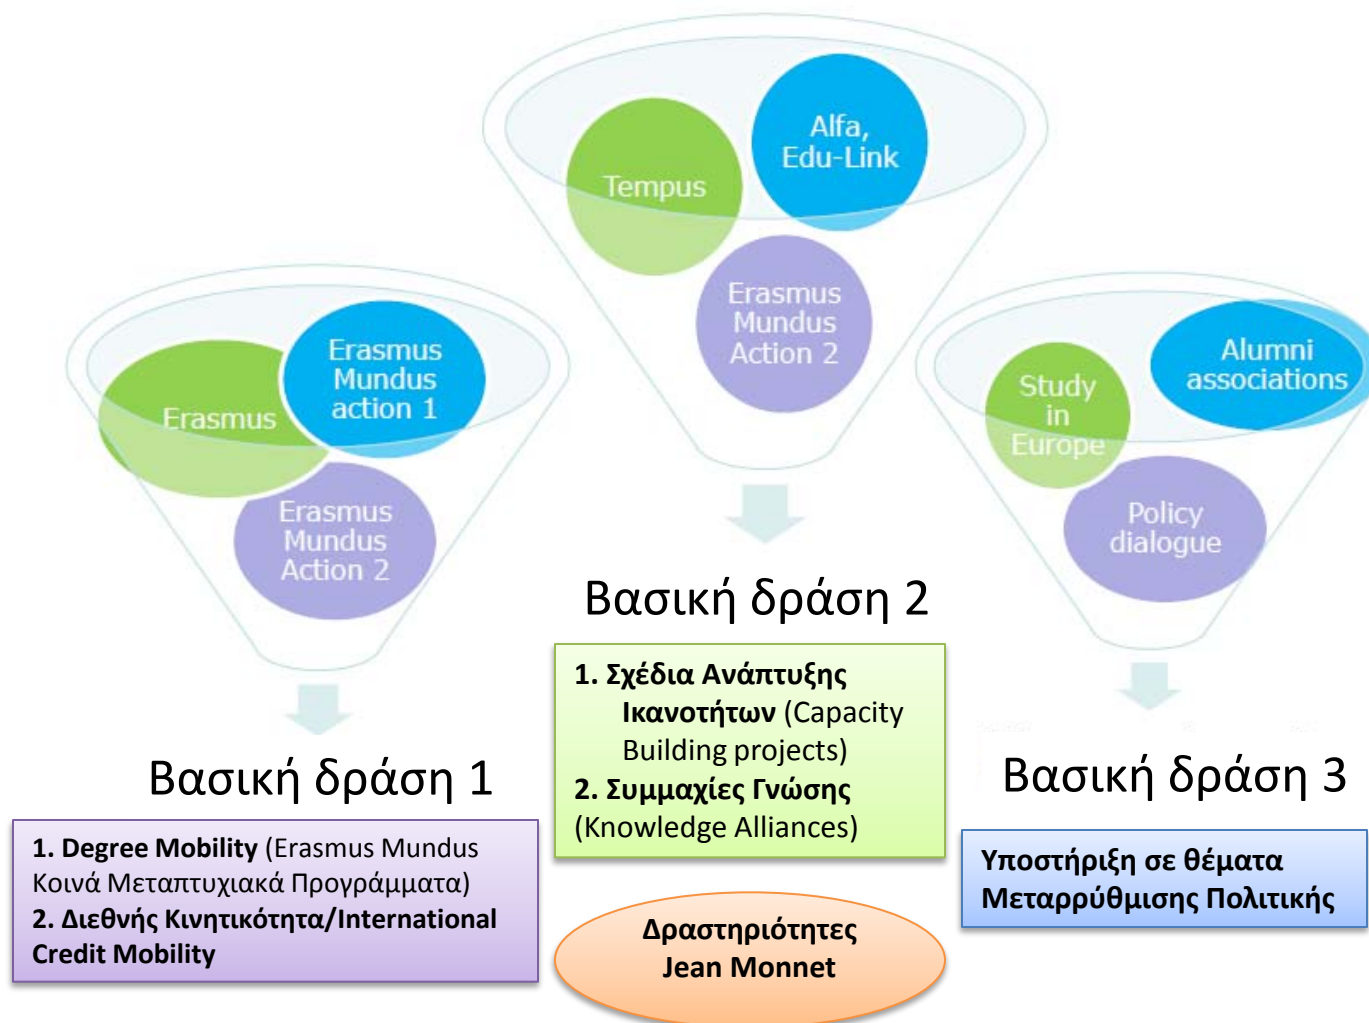 Erasmus
Erasmus
Mundus
action 1
Erasmus
Mundus
Action 2
Βασική δράση 1
1. Degree Mobility (Erasmus Mundus
Κοινά Μεταπτυχιακά Προγράμματα)
2. Διεθνής Κινητικότητα/International
Credit Mobility
Tempus
Alfa,
Edu-Link
Erasmus
Mundus
Action 2
Βασική δράση 2
1. Σχέδια Ανάπτυξης
Ικανοτήτων (Capacity
Building projects)
2. Συμμαχίες Γνώσης
(Knowledge Alliances)
Δραστηριότητες
Jean Monnet
Study
in
Europe
Alumni
associations
Policy
dialogue
Βασική δράση 3
Υποστήριξη σε θέματα
Μεταρρύθμισης Πολιτικής